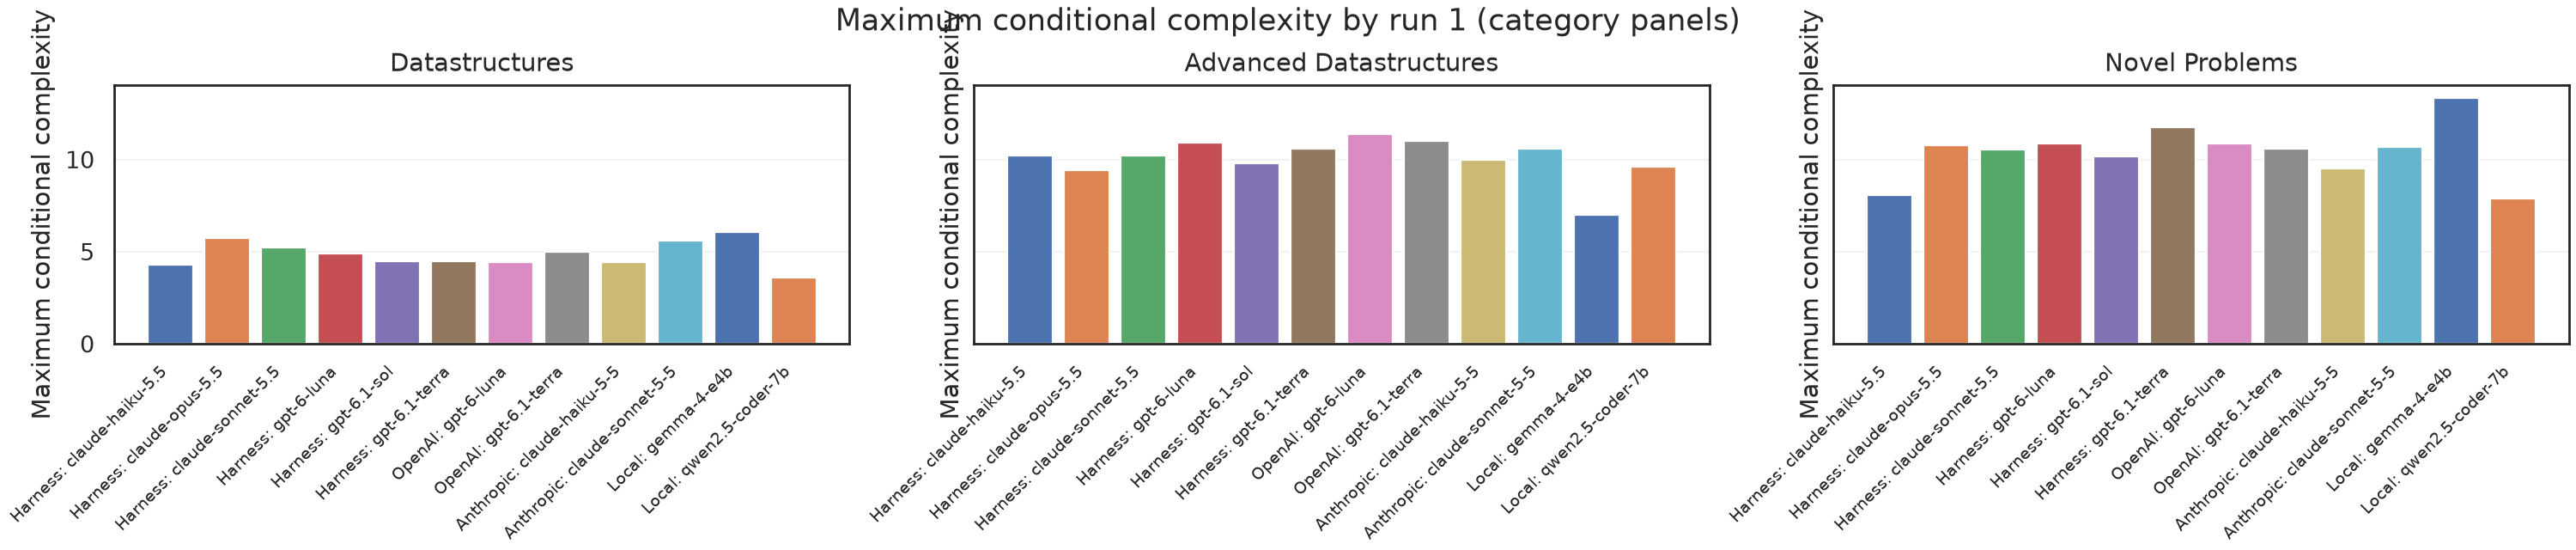 Maximum conditional complexity by run 1 (category panels)
Datastructures
Maximum conditional complexity
10
5
0
Harness: claude-haiku-5.5
Harness: claude-opus-5.5
Harness: claude-sonnet-5.5
Harness: gpt-6-luna
Harness: gpt-6.1-sol
Harness: gpt-6.1-terra
OpenAI: gpt-6-luna
OpenAI: gpt-6.1-terra
Anthropic: claude-haiku-5-5
Anthropic: claude-sonnet-5-5
Local: gemma-4-e4b
Local: qwen2.5-coder-7b
Advanced Datastructures
Maximum conditional complexity
Harness: claude-haiku-5.5
Harness: claude-opus-5.5
Harness: claude-sonnet-5.5
Harness: gpt-6-luna
Harness: gpt-6.1-sol
Harness: gpt-6.1-terra
OpenAI: gpt-6-luna
OpenAI: gpt-6.1-terra
Anthropic: claude-haiku-5-5
Anthropic: claude-sonnet-5-5
Local: gemma-4-e4b
Local: qwen2.5-coder-7b
Novel Problems
Maximum conditional complexity
Harness: claude-haiku-5.5
Harness: claude-opus-5.5
Harness: claude-sonnet-5.5
Harness: gpt-6-luna
Harness: gpt-6.1-sol
Harness: gpt-6.1-terra
OpenAI: gpt-6-luna
OpenAI: gpt-6.1-terra
Anthropic: claude-haiku-5-5
Anthropic: claude-sonnet-5-5
Local: gemma-4-e4b
Local: qwen2.5-coder-7b